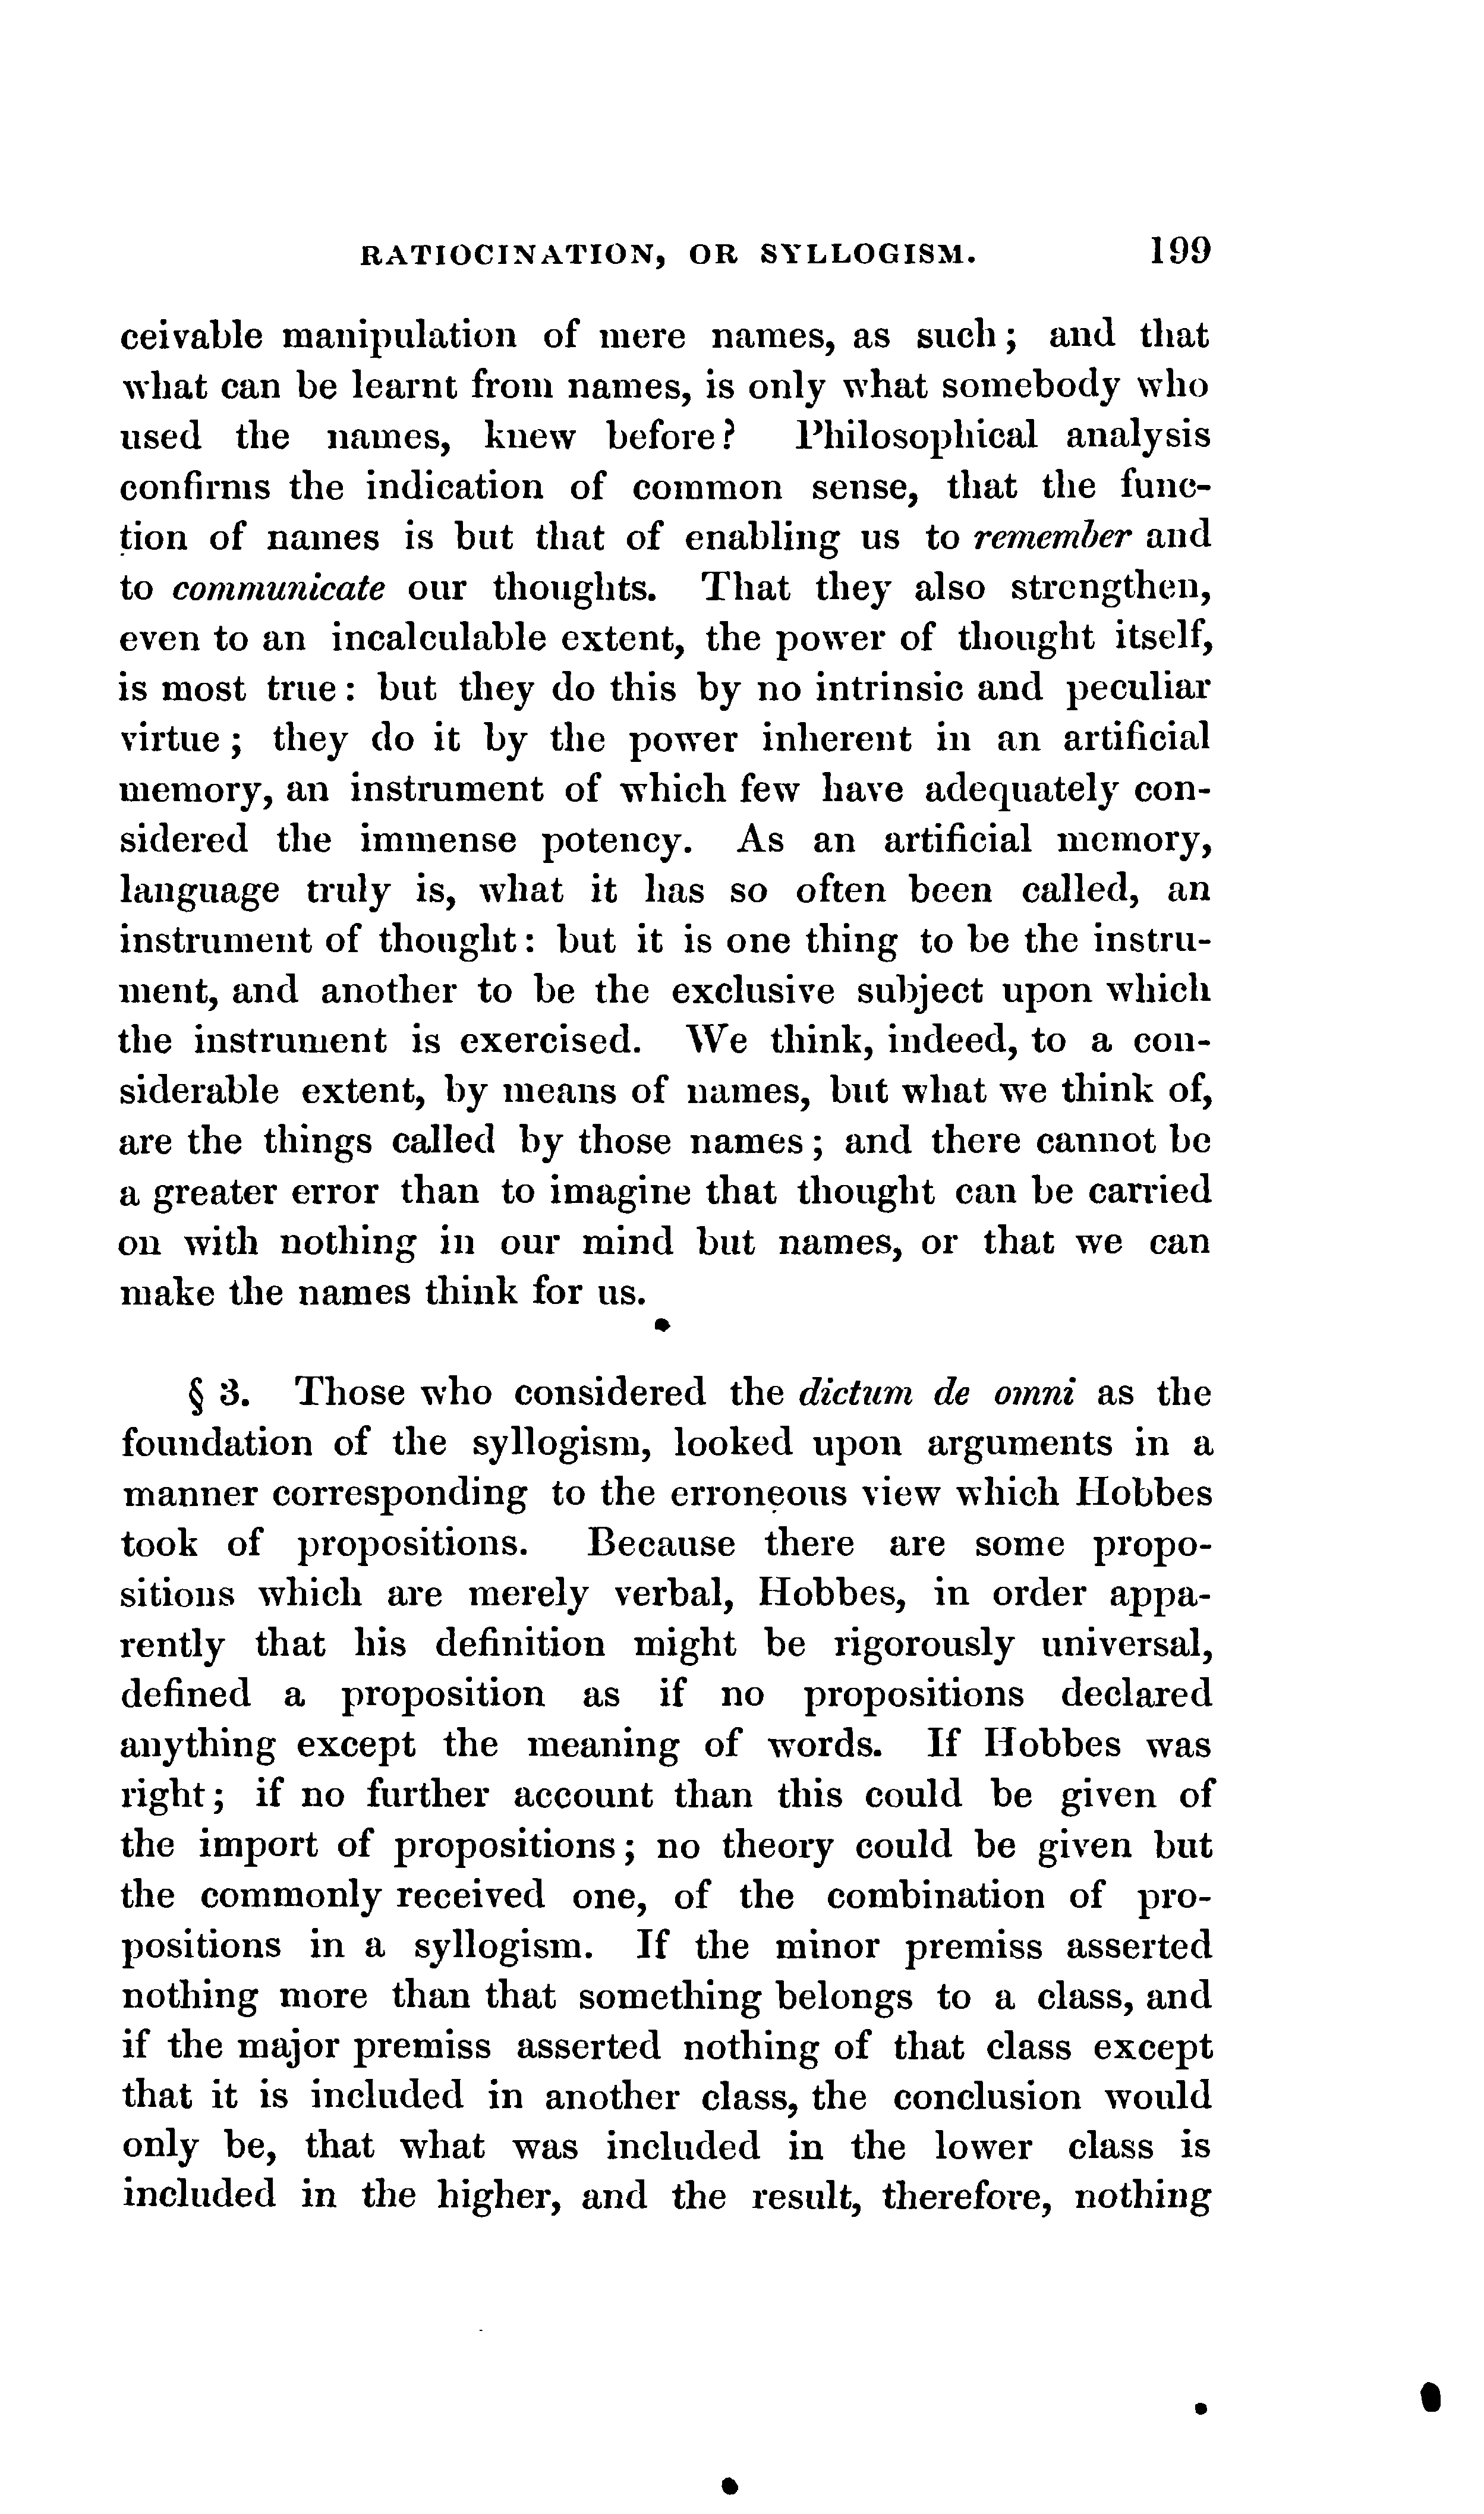 RATIOCINATION, OR SYLLOGISM. 199
ceivable manipulation of mere names, as such; and that
what can be learnt from names, is only what somebody who
used the names, knew before? Philosophical analysis
confirms the indication of common sense, that the func-
tion of names is but that of enabling us to remember and
to communicate our thoughts. That they also strengthen,
even to an incalculable extent, the power of thought itself,
is most true: but they do this by no intrinsic and peculiar
virtue; they do it by the power inherent in an artificial
memory, an instrument of which few have adequately con-
sidered the immense potency. As an artificial memory,
language truly is, what it has so often been called, an
instrument of thought: but it is one thing to be the instru-
ment, and another to be the exclusive subject upon which
the instrument is exercised. We think, indeed, to a con-
siderable extent, by means of names, but what we think of,
are the things called by those names; and there cannot be
a greater error than to imagine that thought can be carried
on with nothing in our mind but names, or that we can
make the names think for us.
§ 3. Those who considered the dictum de omni as the
foundation of the syllogism, looked upon arguments in a
manner corresponding to the erroneous view which Hobbes
took of propositions. Because there are some propo-
sitions which are merely verbal, Hobbes, in order appa-
rently that his definition might be rigorously universal,
defined a proposition as if no propositions declared
anything except the meaning of words. If Hobbes was
right; if no further account than this could be given of
the import of propositions; no theory could be given but
the commonly received one, of the combination of pro-
positions in a syllogism. If the minor premiss asserted
nothing more than that something belongs to a class, and
if the major premiss asserted nothing of that class except
that it is included in another class, the conclusion would
only be, that what was included in the lower class is
included in the higher, and the result, therefore, nothing